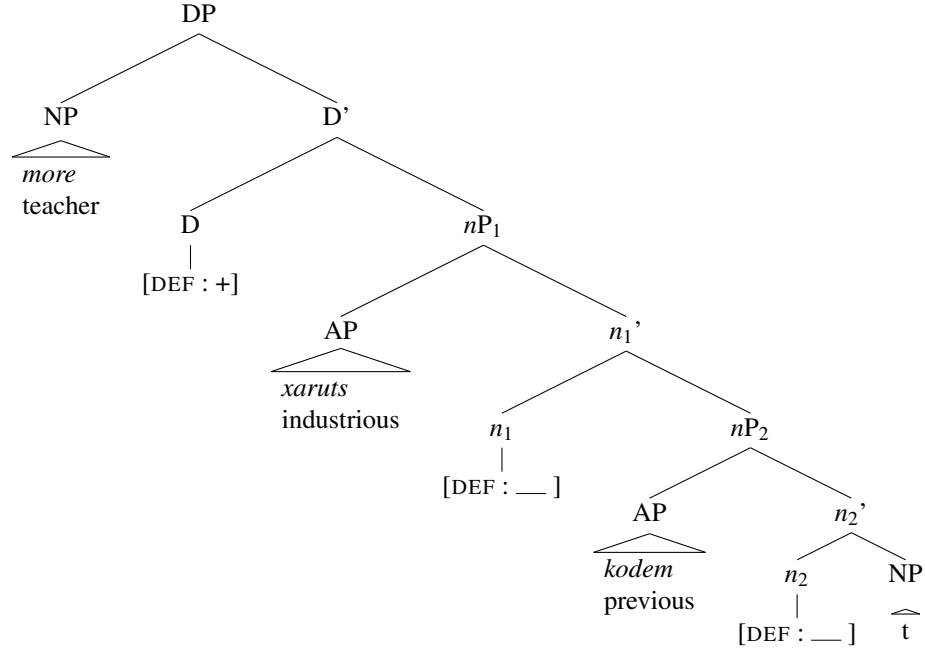 DP
NP D’
more
teacher
D nP₁
[DEF : +]
AP n₁’
xaruts
industrious
n₁ nP₂
[DEF : __ ]
AP n₂’
kodem
previous
n₂ NP
[DEF : __ ] t